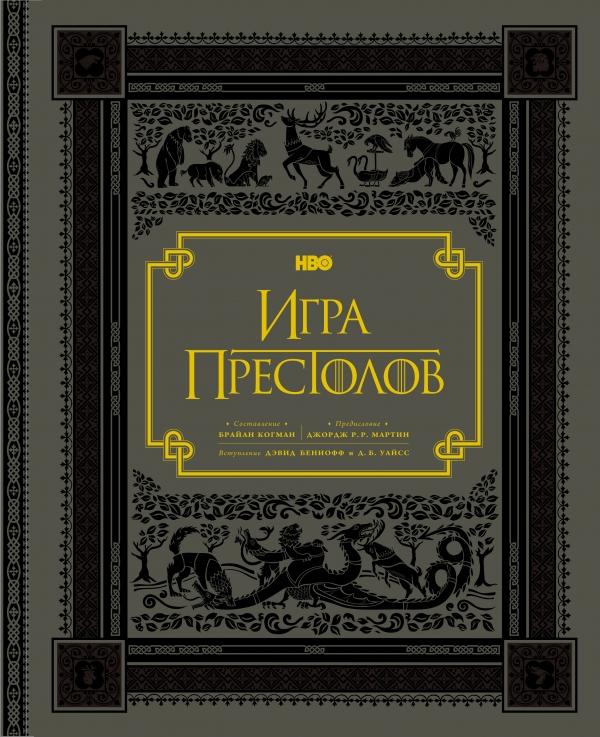 HBO
ИГРА
ПРЕСТОЛОВ
Составление
БРАЙАН КОГМАН
Предисловие
ДЖОРДЖ Р. Р. МАРТИН
Вступление ДЭВИД БЕНИОФФ и Д. Б. УАЙСС